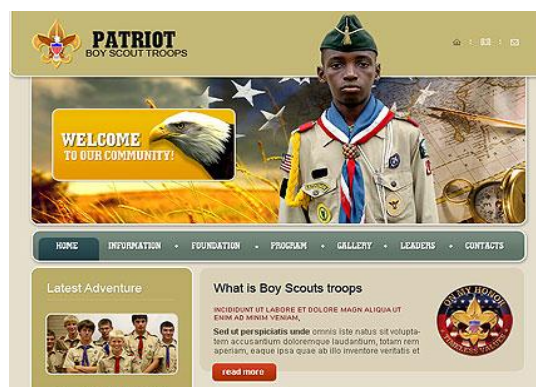 PATRIOT
BOY SCOUT TROOPS
WELCOME
TO OUR COMMUNITY!
HOME INFORMATION FOUNDATION PROGRAM GALLERY LEADERS CONTACTS
Latest Adventure
What is Boy Scouts troops
INCIDIDUNT UT LABORE ET DOLORE MAGN ALIQUA UT
ENIM AD MINIM VENIAM,
Sed ut perspiciatis unde omnis iste natus sit volupta-
tem accusantium doloremque laudantium, totam rem
aperiam, eaque ipsa quae ab illo inventore veritatis et
read more
ON MY HONOR
TIMELESS VALUES